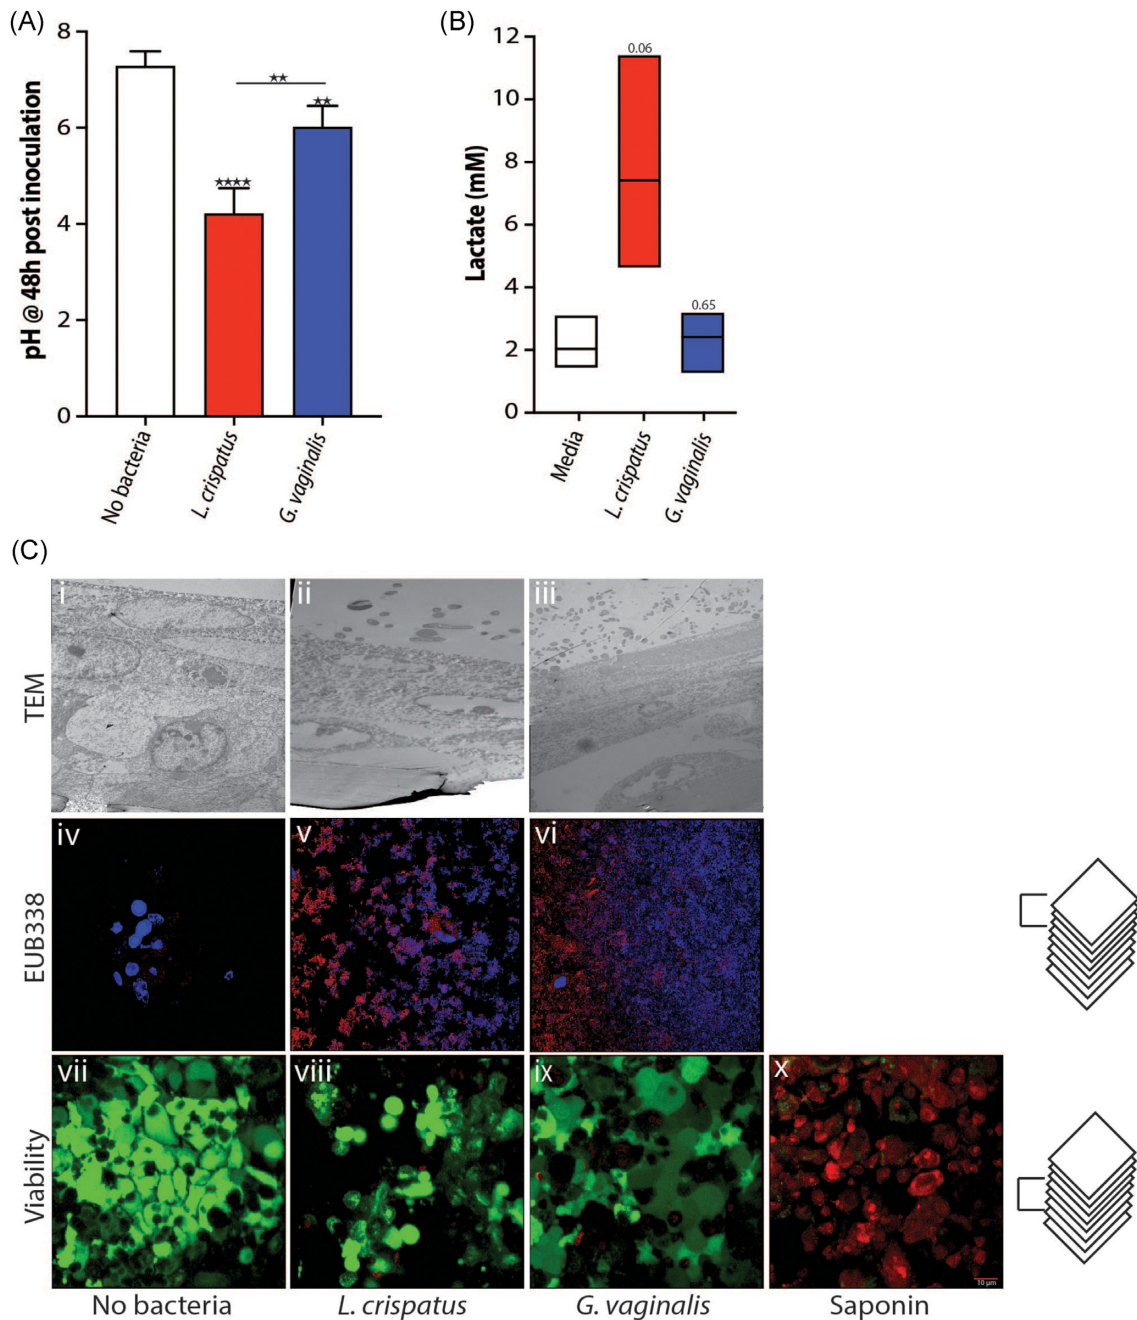 (A)
pH @ 48h post inoculation
8
6
4
2
0
★★★★
★★
★★
No bacteria
L. crispatus
G. vaginalis
(B)
Lactate (mM)
12
10
8
6
4
2
0
0.06
0.65
Media
L. crispatus
G. vaginalis
(C)
TEM
i
ii
iii
EUB338
iv
v
vi
Viability
vii
viii
ix
x
10 µm
No bacteria
L. crispatus
G. vaginalis
Saponin